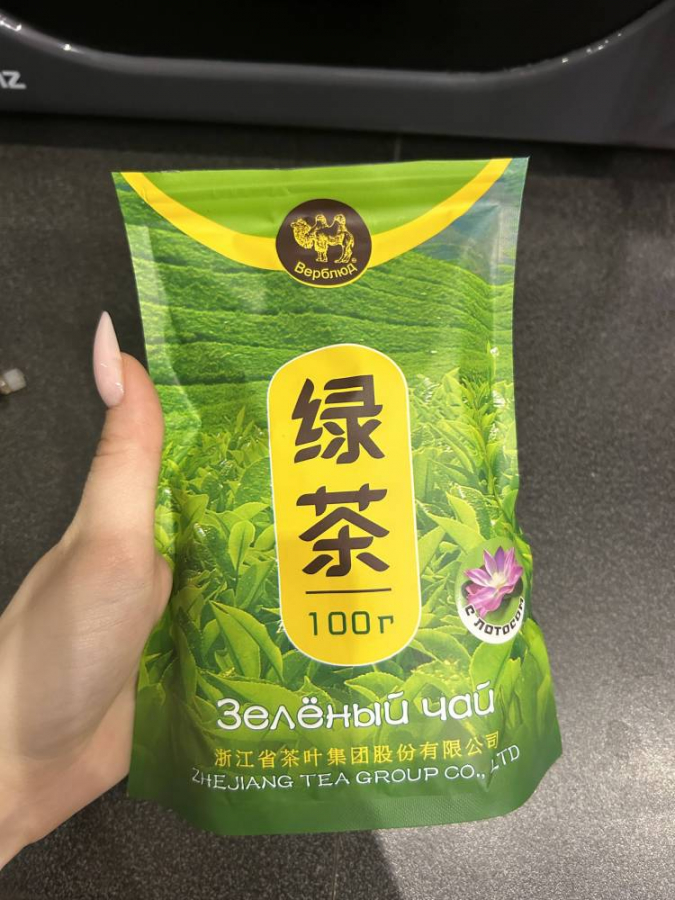 AZ
Верблюд®
绿
茶
100г
с лотосом
Зелёный чай
浙江省茶叶集团股份有限公司
ZHEJIANG TEA GROUP CO., LTD